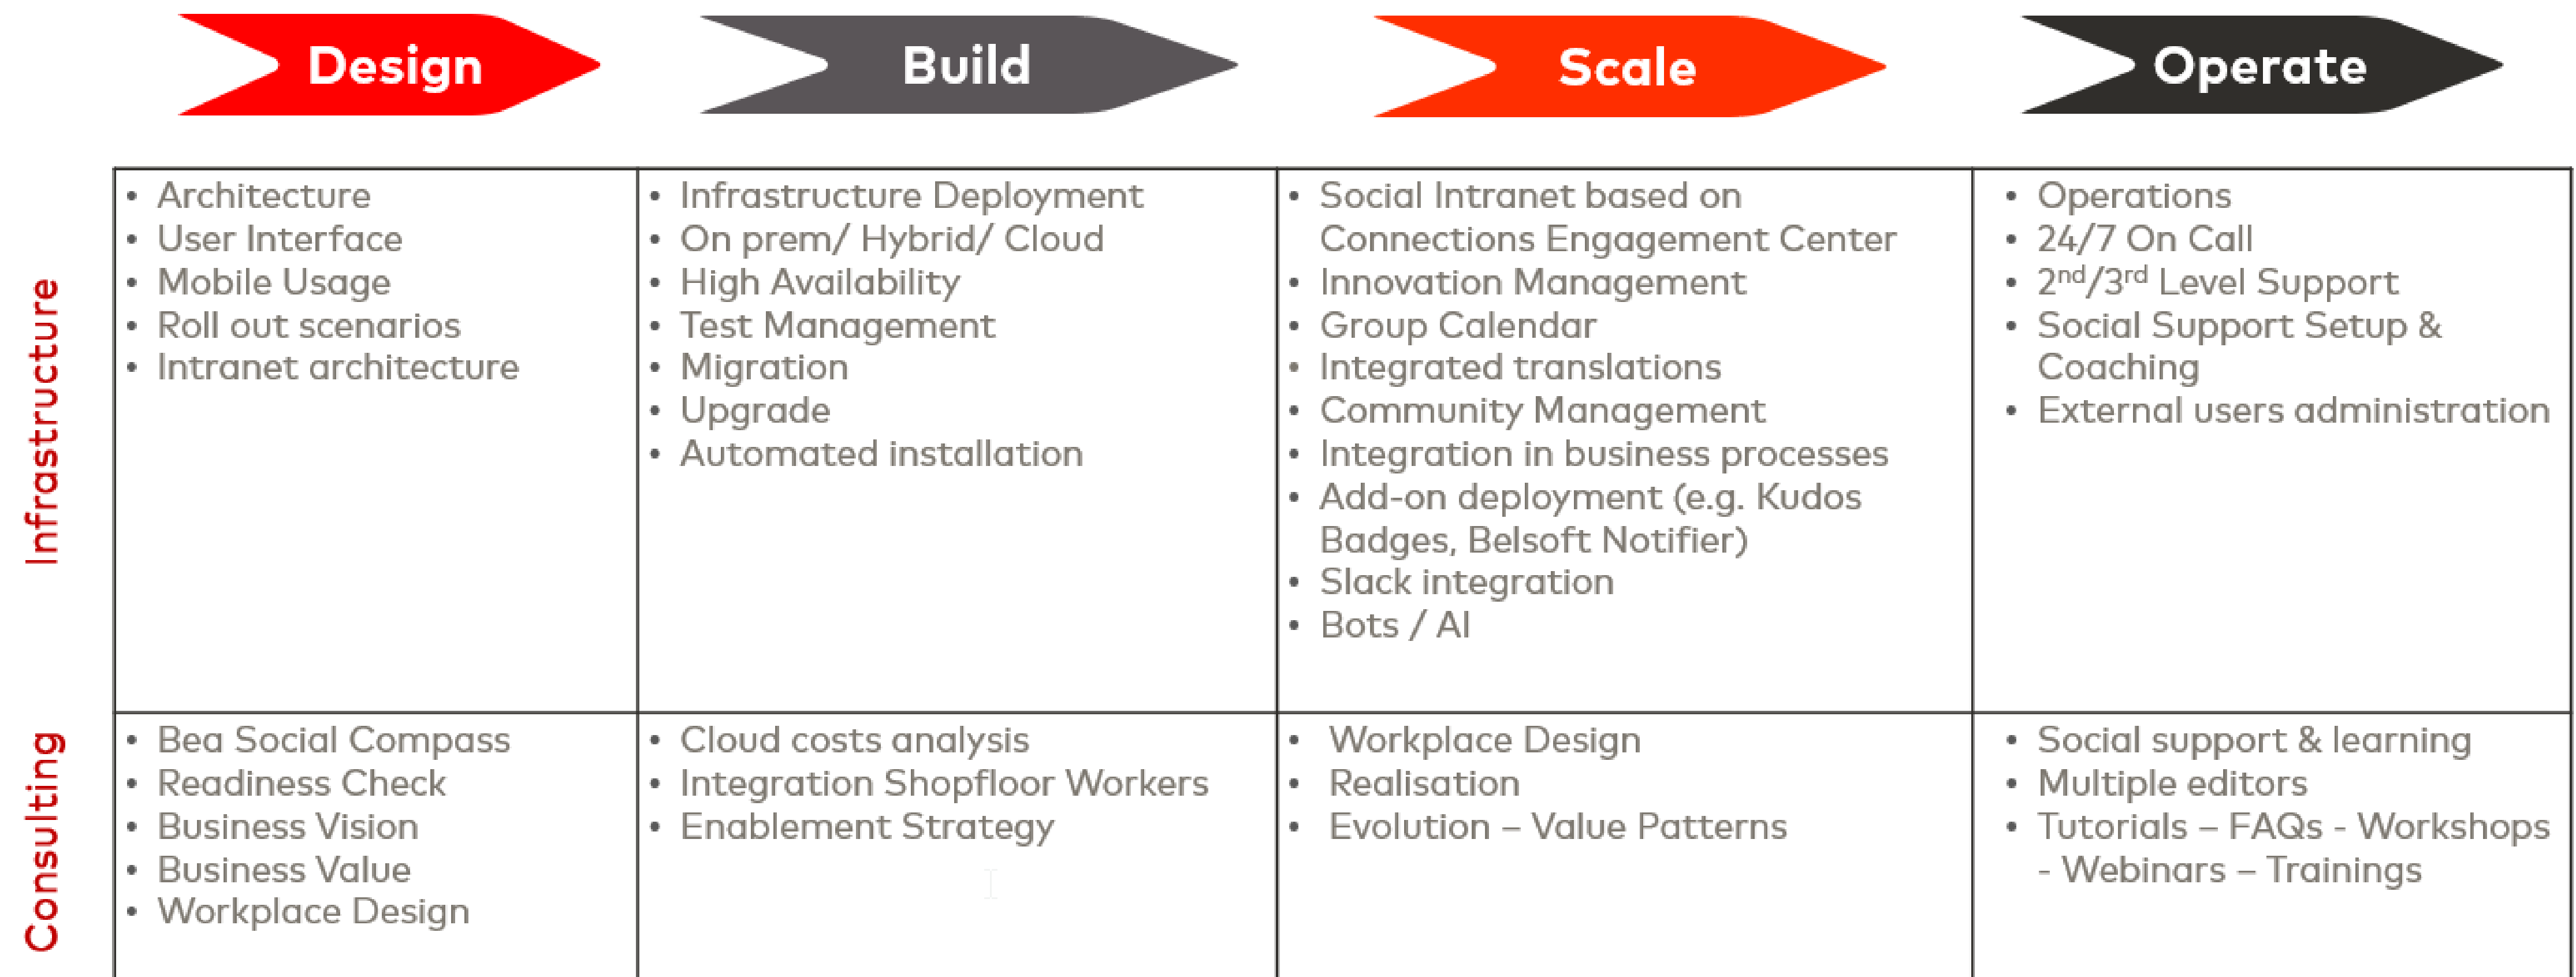 Design
Build
Scale
Operate
Infrastructure
• Architecture
• User Interface
• Mobile Usage
• Roll out scenarios
• Intranet architecture
• Infrastructure Deployment
• On prem/ Hybrid/ Cloud
• High Availability
• Test Management
• Migration
• Upgrade
• Automated installation
• Social Intranet based on
Connections Engagement Center
• Innovation Management
• Group Calendar
• Integrated translations
• Community Management
• Integration in business processes
• Add-on deployment (e.g. Kudos
Badges, Belsoft Notifier)
• Slack integration
• Bots / AI
• Operations
• 24/7 On Call
• 2nd/3rd Level Support
• Social Support Setup &
Coaching
• External users administration
Consulting
• Bea Social Compass
• Readiness Check
• Business Vision
• Business Value
• Workplace Design
• Cloud costs analysis
• Integration Shopfloor Workers
• Enablement Strategy
• Workplace Design
• Realisation
• Evolution – Value Patterns
• Social support & learning
• Multiple editors
• Tutorials – FAQs - Workshops
- Webinars – Trainings